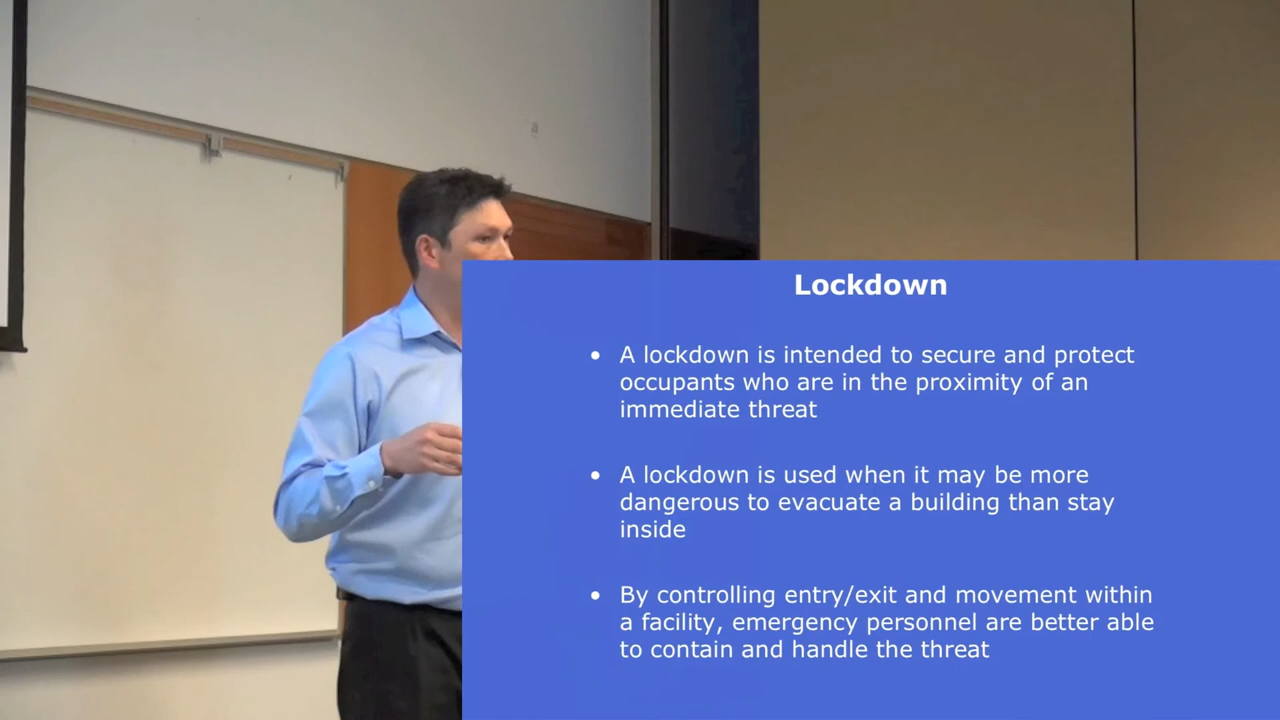 Lockdown
• A lockdown is intended to secure and protect
occupants who are in the proximity of an
immediate threat
• A lockdown is used when it may be more
dangerous to evacuate a building than stay
inside
• By controlling entry/exit and movement within
a facility, emergency personnel are better able
to contain and handle the threat